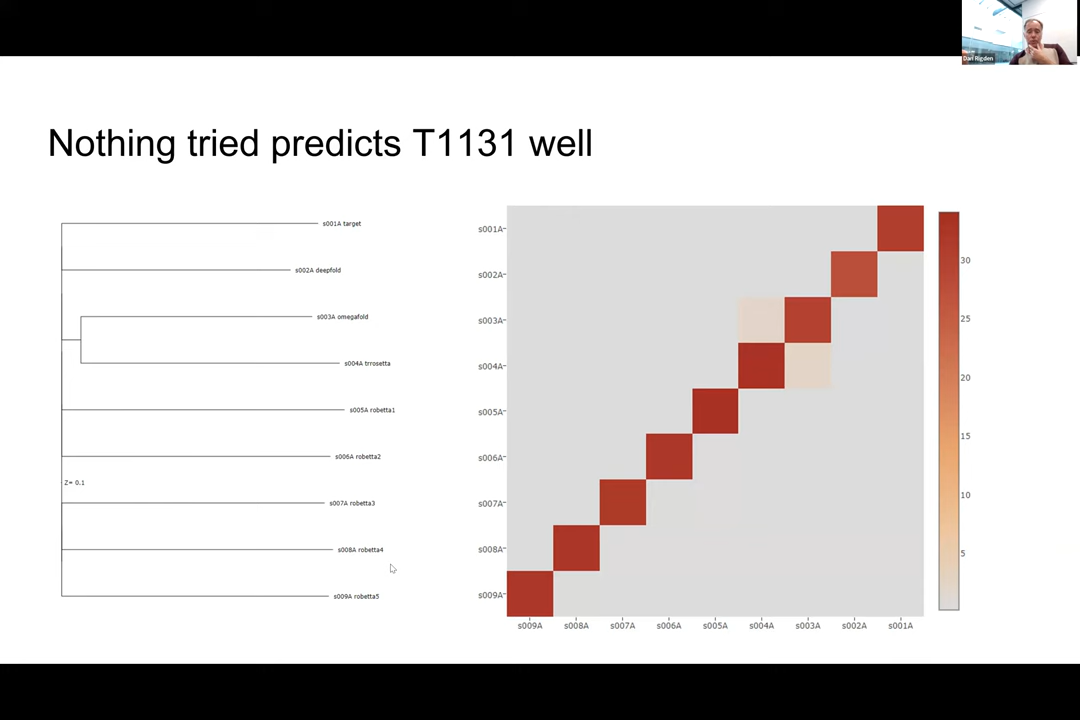 Dan Rigden
Nothing tried predicts T1131 well
s001A target
s002A deepfold
s003A omegafold
s004A trrosetta
s005A robetta1
s006A robetta2
Z= 0.1
s007A robetta3
s008A robetta4
s009A robetta5
s001A
s002A
s003A
s004A
s005A
s006A
s007A
s008A
s009A
s009A s008A s007A s006A s005A s004A s003A s002A s001A
30
25
20
15
10
5